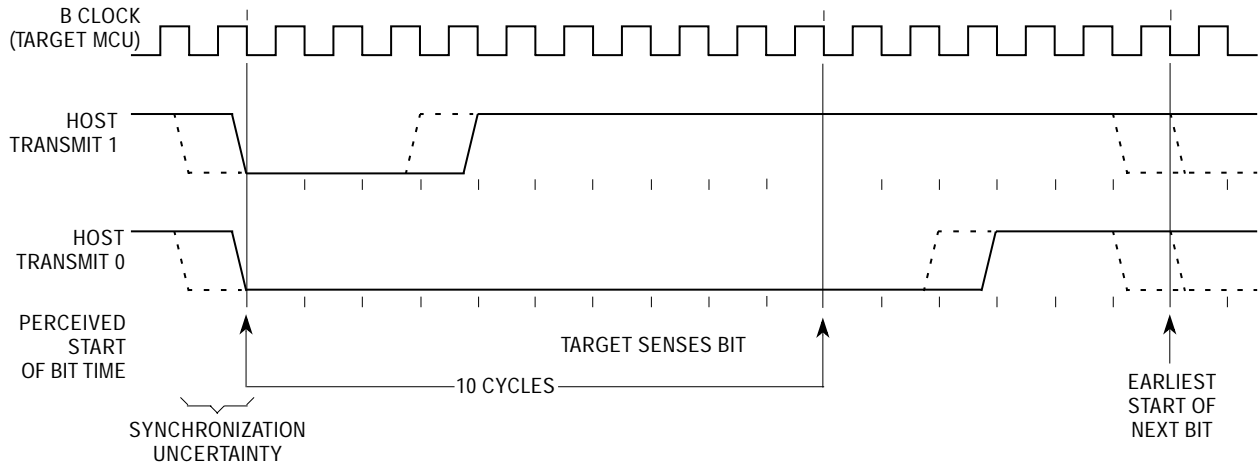 B CLOCK
(TARGET MCU)
HOST
TRANSMIT 1
HOST
TRANSMIT 0
PERCEIVED
START
OF BIT TIME
TARGET SENSES BIT
10 CYCLES
SYNCHRONIZATION
UNCERTAINTY
EARLIEST
START OF
NEXT BIT